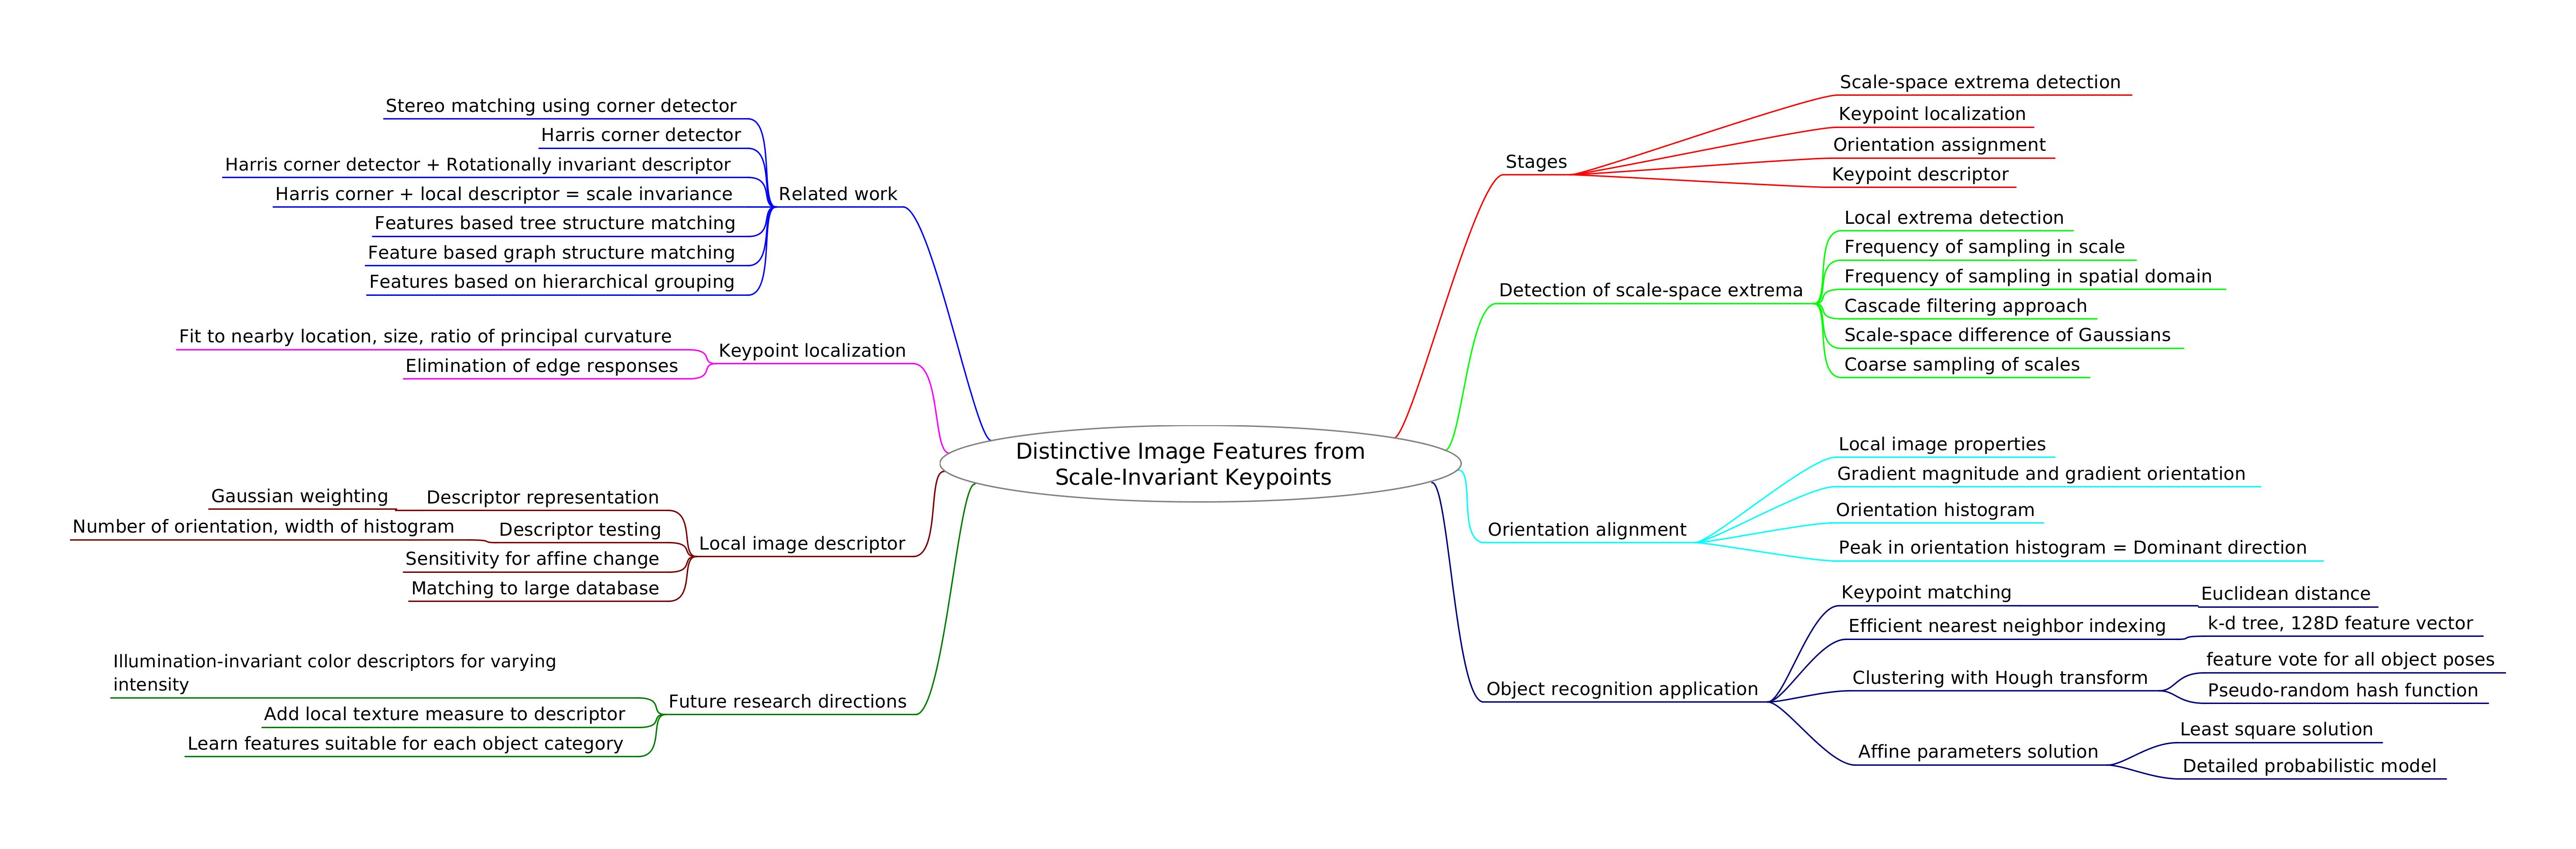 Distinctive Image Features from
Scale-Invariant Keypoints
Stages
Scale-space extrema detection
Keypoint localization
Orientation assignment
Keypoint descriptor
Detection of scale-space extrema
Local extrema detection
Frequency of sampling in scale
Frequency of sampling in spatial domain
Cascade filtering approach
Scale-space difference of Gaussians
Coarse sampling of scales
Orientation alignment
Local image properties
Gradient magnitude and gradient orientation
Orientation histogram
Peak in orientation histogram = Dominant direction
Object recognition application
Keypoint matching
Euclidean distance
Efficient nearest neighbor indexing
k-d tree, 128D feature vector
Clustering with Hough transform
feature vote for all object poses
Pseudo-random hash function
Affine parameters solution
Least square solution
Detailed probabilistic model
Related work
Stereo matching using corner detector
Harris corner detector
Harris corner detector + Rotationally invariant descriptor
Harris corner + local descriptor = scale invariance
Features based tree structure matching
Feature based graph structure matching
Features based on hierarchical grouping
Keypoint localization
Fit to nearby location, size, ratio of principal curvature
Elimination of edge responses
Local image descriptor
Descriptor representation
Gaussian weighting
Descriptor testing
Number of orientation, width of histogram
Sensitivity for affine change
Matching to large database
Future research directions
Illumination-invariant color descriptors for varying
intensity
Add local texture measure to descriptor
Learn features suitable for each object category